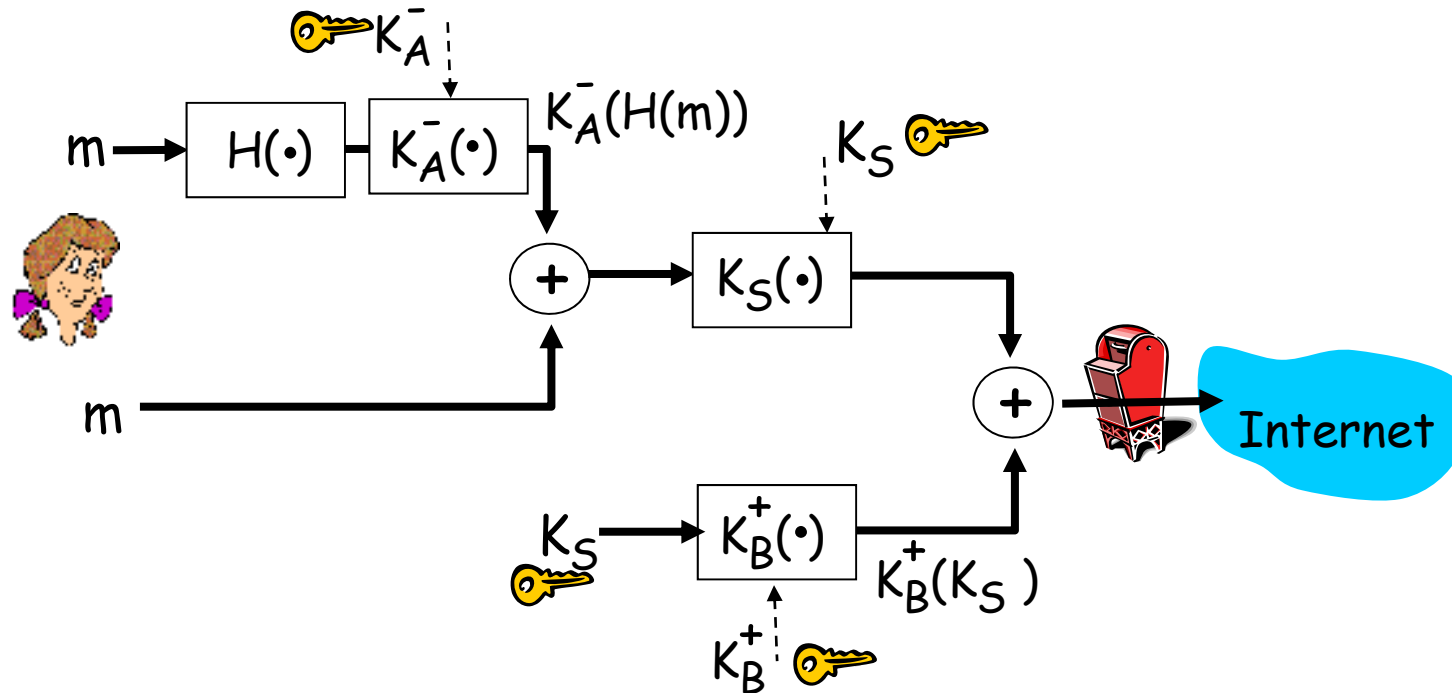 K_A^-
m
H(•)
K_A^-(•)
K_A^-(H(m))
K_S
+
K_S(•)
m
+
Internet
K_S
K_B^+(•)
K_B^+(K_S )
K_B^+